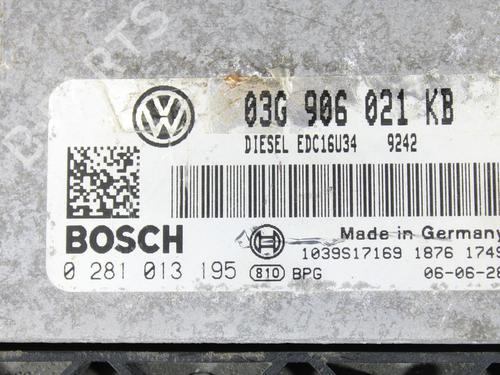 03G 906 021 KB
DIESEL EDC16U34 9242
BOSCH
Made in Germany
0 281 013 195 810 BPG
1039S17169 1876 1749
06-06-28